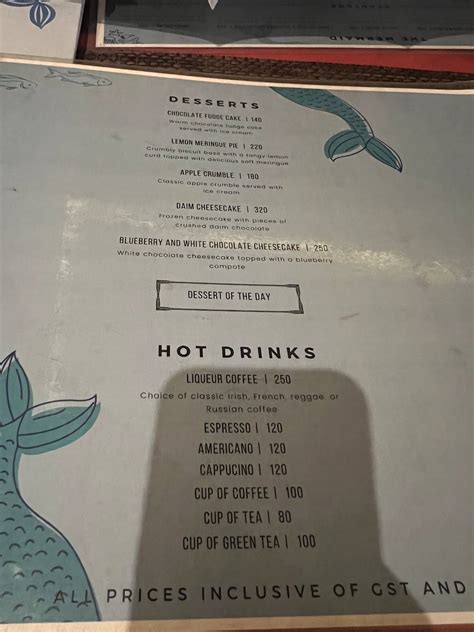 THE MERMAID
DESSERTS
CHOCOLATE FUDGE CAKE | 140
Warm chocolate fudge cake
served with ice cream
LEMON MERINGUE PIE | 220
Crumbly biscuit base with a tangy lemon
curd topped with delicious soft meringue
APPLE CRUMBLE | 180
Classic apple crumble served with
ice cream
DAIM CHEESECAKE | 320
Frozen cheesecake with pieces of
crushed daim chocolate
BLUEBERRY AND WHITE CHOCOLATE CHEESECAKE | 250
White chocolate cheesecake topped with a blueberry
compote
DESSERT OF THE DAY
HOT DRINKS
LIQUEUR COFFEE | 250
Choice of classic irish, French, reggae, or
Russian coffee
ESPRESSO | 120
AMERICANO | 120
CAPPUCINO | 120
CUP OF COFFEE | 100
CUP OF TEA | 80
CUP OF GREEN TEA | 100
ALL PRICES INCLUSIVE OF GST AND